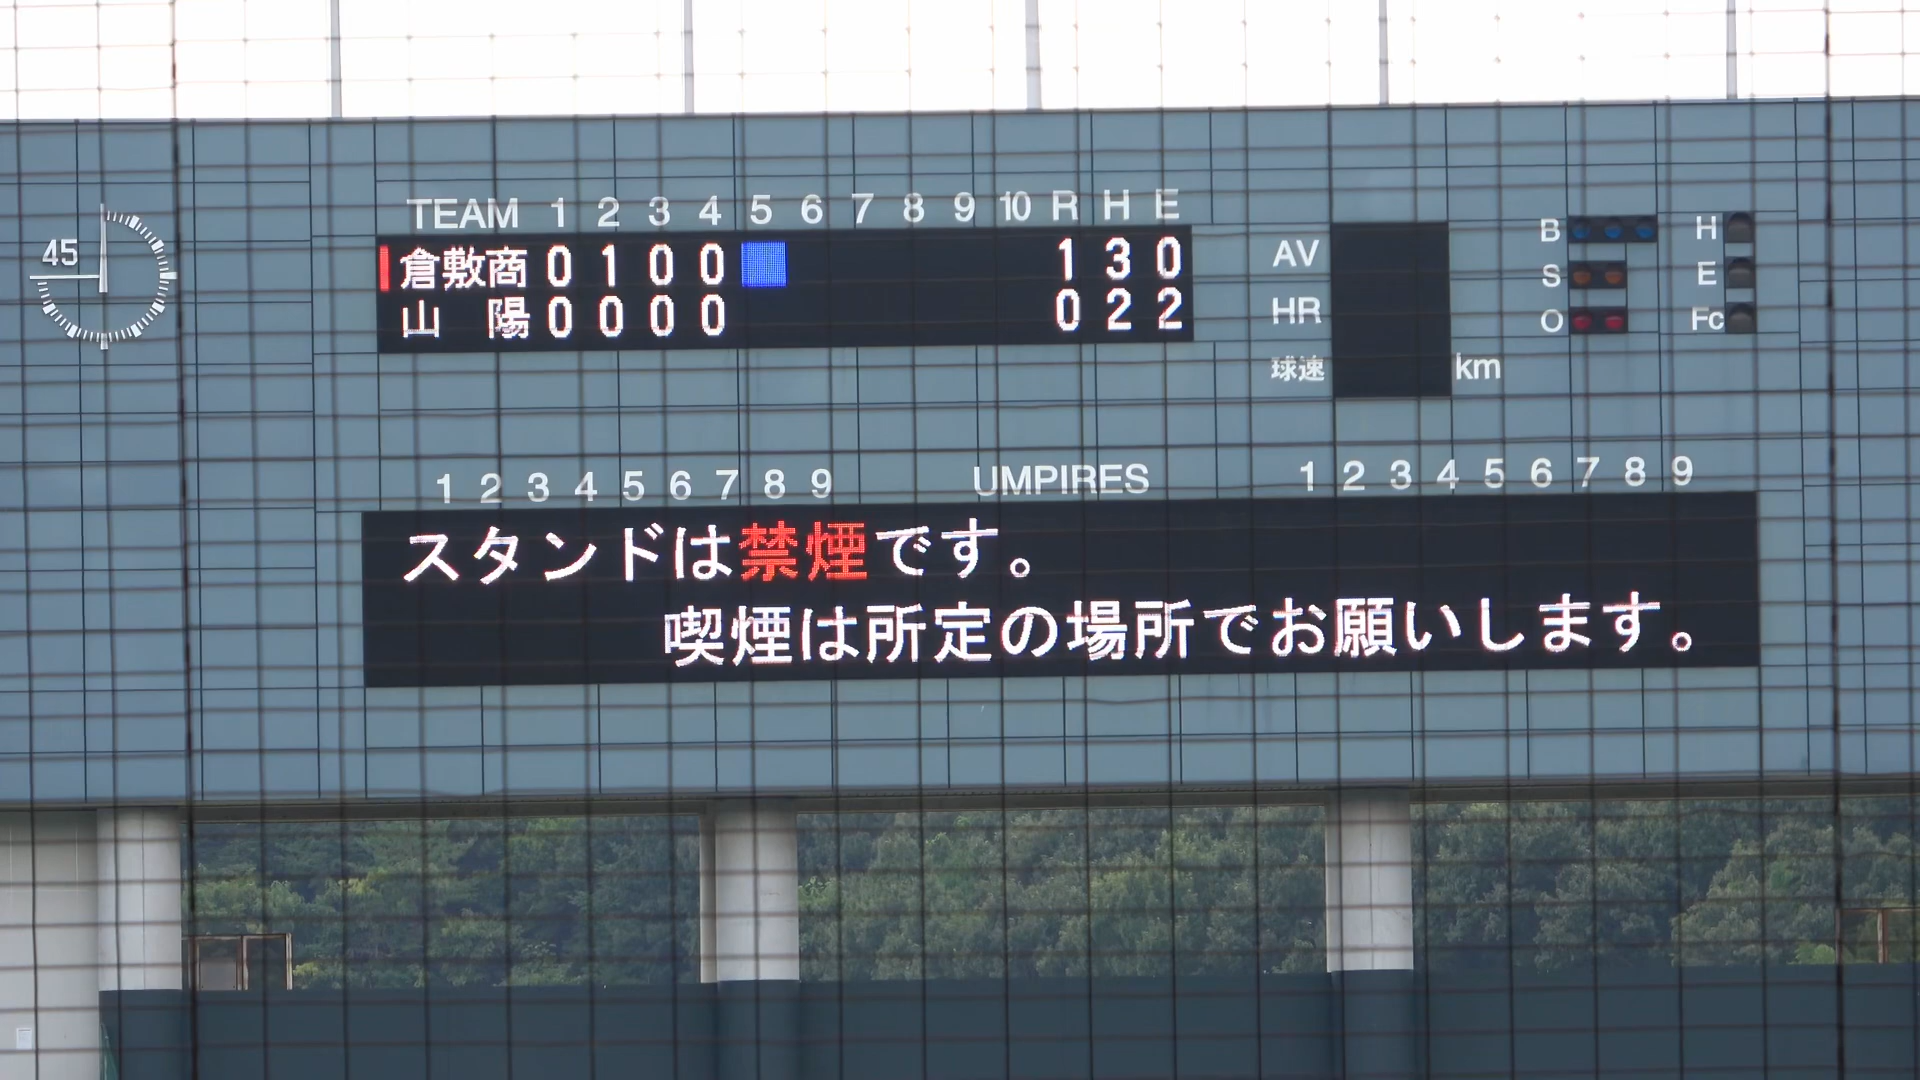 TEAM 1 2 3 4 5 6 7 8 9 10 R H E
倉敷商 0 1 0 0 1 3 0
山 陽 0 0 0 0 0 2 2
45
AV
HR
球速 km
B
S
O
H
E
Fc
1 2 3 4 5 6 7 8 9 UMPIRES 1 2 3 4 5 6 7 8 9
スタンドは禁煙です。
喫煙は所定の場所でお願いします。